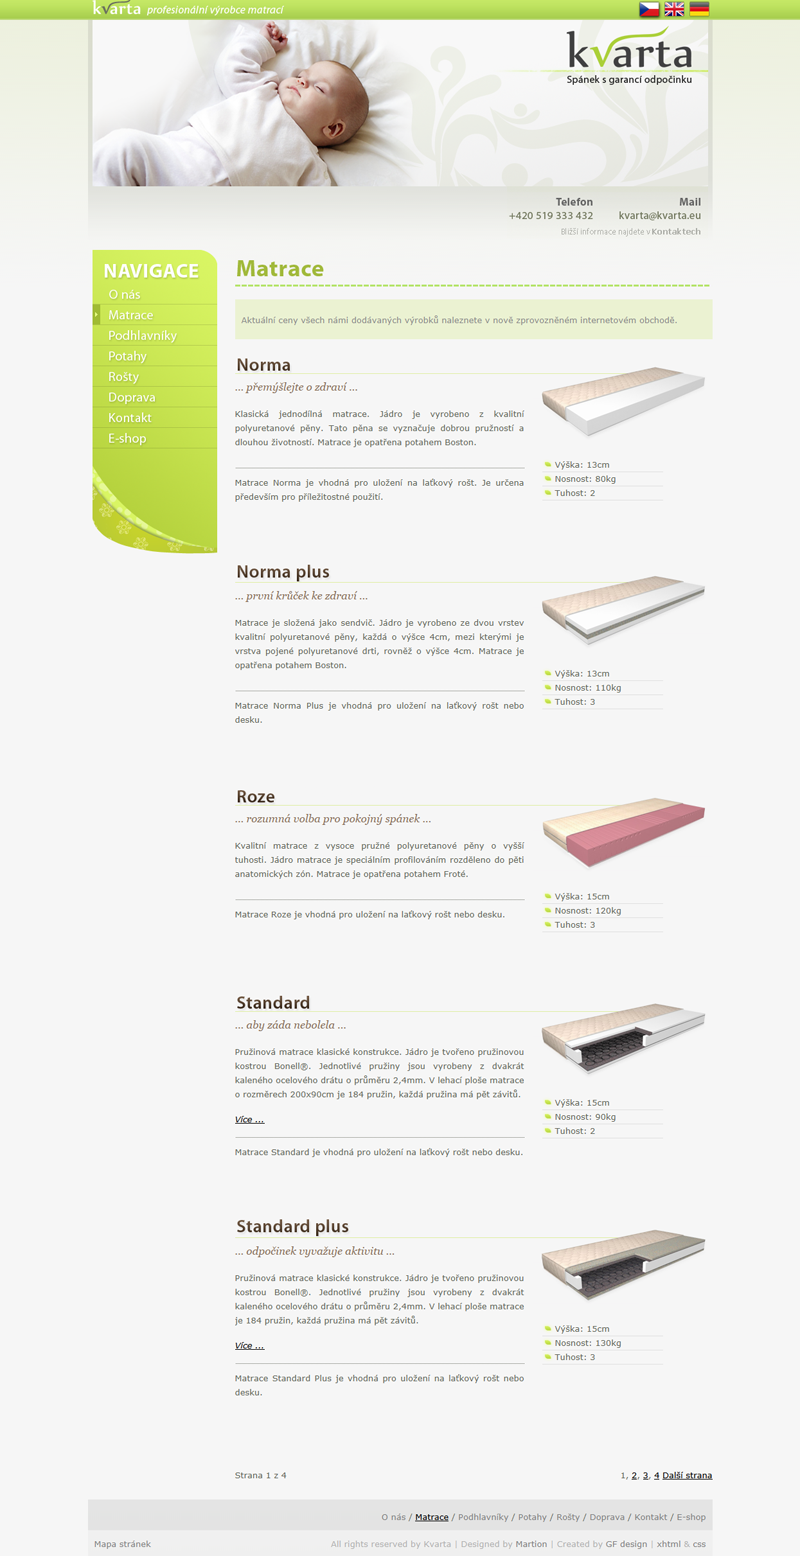 kvarta profesionální výrobce matrací
kvarta
Spánek s garancí odpočinku
Telefon Mail
+420 519 333 432 kvarta@kvarta.eu
Bližší informace najdete v Kontaktech
NAVIGACE
O nás
Matrace
Podhlavníky
Potahy
Rošty
Doprava
Kontakt
E-shop
Matrace
Aktuální ceny všech námi dodávaných výrobků naleznete v nově zprovozněném internetovém obchodě.
Norma
... přemýšlejte o zdraví ...
Klasická jednodílná matrace. Jádro je vyrobeno z kvalitní
polyuretanové pěny. Tato pěna se vyznačuje dobrou pružností a
dlouhou životností. Matrace je opatřena potahem Boston.
Matrace Norma je vhodná pro uložení na laťkový rošt. Je určena
především pro příležitostné použití.
Výška: 13cm
Nosnost: 80kg
Tuhost: 2
Norma plus
... první krůček ke zdraví ...
Matrace je složená jako sendvič. Jádro je vyrobeno ze dvou vrstev
kvalitní polyuretanové pěny, každá o výšce 4cm, mezi kterými je
vrstva pojené polyuretanové drti, rovněž o výšce 4cm. Matrace je
opatřena potahem Boston.
Matrace Norma Plus je vhodná pro uložení na laťkový rošt nebo
desku.
Výška: 13cm
Nosnost: 110kg
Tuhost: 3
Roze
... rozumná volba pro pokojný spánek ...
Kvalitní matrace z vysoce pružné polyuretanové pěny o vyšší
tuhosti. Jádro matrace je speciálním profilováním rozděleno do pěti
anatomických zón. Matrace je opatřena potahem Froté.
Matrace Roze je vhodná pro uložení na laťkový rošt nebo desku.
Výška: 15cm
Nosnost: 120kg
Tuhost: 3
Standard
... aby záda nebolela ...
Pružinová matrace klasické konstrukce. Jádro je tvořeno pružinovou
kostrou Bonell®. Jednotlivé pružiny jsou vyrobeny z dvakrát
kaleného ocelového drátu o průměru 2,4mm. V lehací ploše matrace
o rozměrech 200x90cm je 184 pružin, každá pružina má pět závitů.
Více ...
Matrace Standard je vhodná pro uložení na laťkový rošt nebo desku.
Výška: 15cm
Nosnost: 90kg
Tuhost: 2
Standard plus
... odpočinek vyvažuje aktivitu ...
Pružinová matrace klasické konstrukce. Jádro je tvořeno pružinovou
kostrou Bonell®. Jednotlivé pružiny jsou vyrobeny z dvakrát
kaleného ocelového drátu o průměru 2,4mm. V lehací ploše matrace
je 184 pružin, každá pružina má pět závitů.
Více ...
Matrace Standard Plus je vhodná pro uložení na laťkový rošt nebo
desku.
Výška: 15cm
Nosnost: 130kg
Tuhost: 3
Strana 1 z 4 1, 2, 3, 4 Další strana
O nás / Matrace / Podhlavníky / Potahy / Rošty / Doprava / Kontakt / E-shop
Mapa stránek All rights reserved by Kvarta | Designed by Martion | Created by GF design | xhtml & css